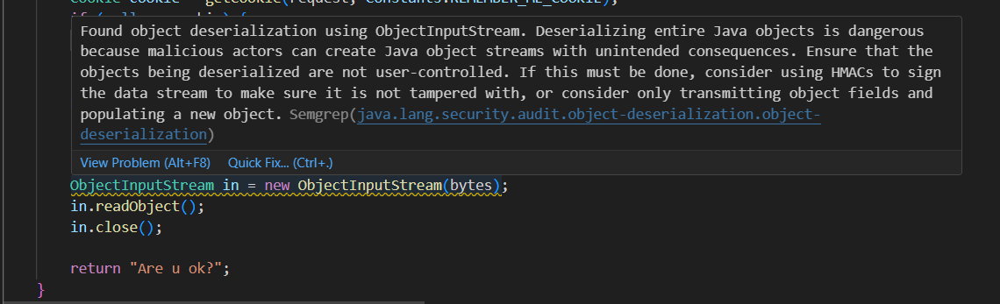 Cookie cookie = getCookie(request, Constants.REMEMBER_ME_COOKIE);
Found object deserialization using ObjectInputStream. Deserializing entire Java objects is dangerous
because malicious actors can create Java object streams with unintended consequences. Ensure that the
objects being deserialized are not user-controlled. If this must be done, consider using HMACs to sign
the data stream to make sure it is not tampered with, or consider only transmitting object fields and
populating a new object. Semgrep(java.lang.security.audit.object-deserialization.object-
deserialization)
View Problem (Alt+F8) Quick Fix... (Ctrl+.)
ObjectInputStream in = new ObjectInputStream(bytes);
in.readObject();
in.close();
return "Are u ok?";
}